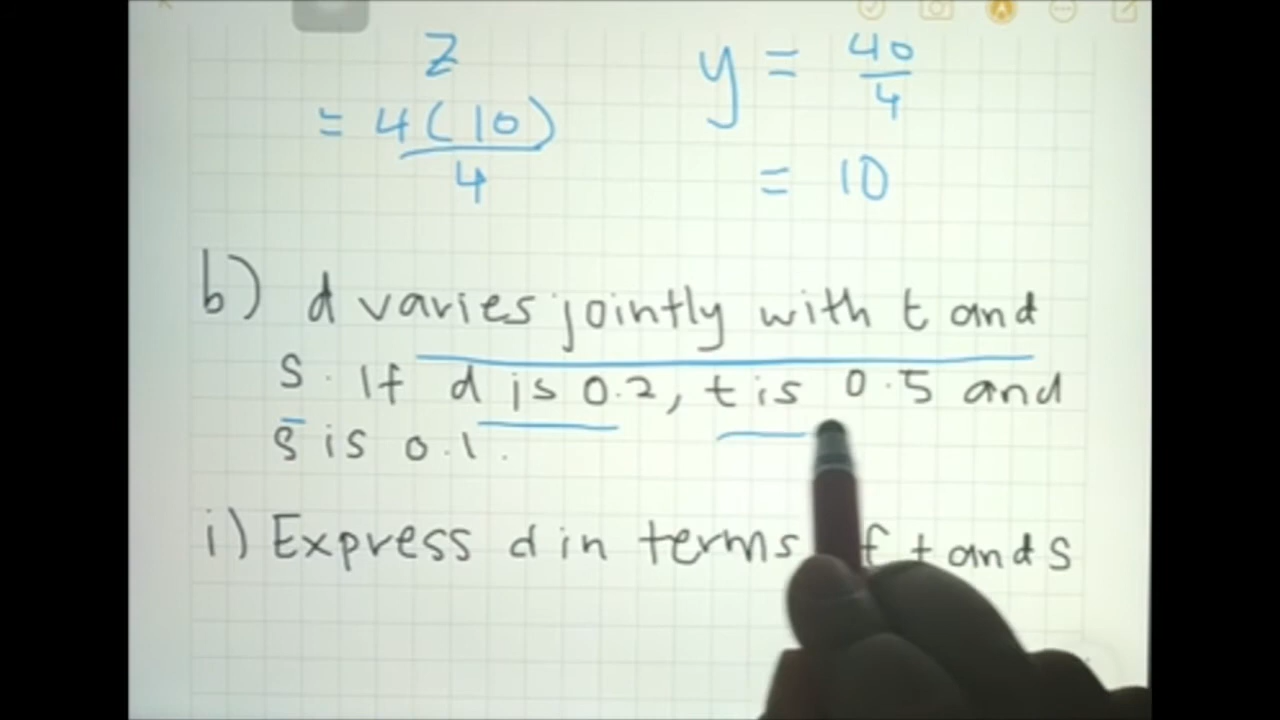 z
y = 40/4
= 4(10)/4
= 10
b) d varies jointly with t and
s. If d is 0.2, t is 0.5 and
s is 0.1.
i) Express d in terms f t and s